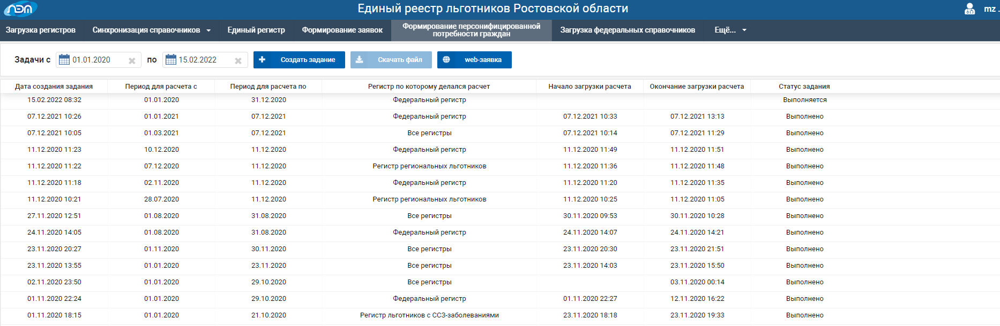 ЛДМ
Единый реестр льготников Ростовской области
mz .
Загрузка регистров Синхронизация справочников Единый регистр Формирование заявок Формирование персонифицированной потребности граждан Загрузка федеральных справочников Ещё...
Задачи с 01.01.2020 по 15.02.2022 Создать задание Скачать файл web-заявка
Дата создания задания Период для расчета с Период для расчета по Регистр по которому делался расчет Начало загрузки расчета Окончание загрузки расчета Статус задания
15.02.2022 08:32 01.01.2020 31.12.2020 Федеральный регистр Выполняется
07.12.2021 10:26 01.01.2021 07.12.2021 Федеральный регистр 07.12.2021 10:33 07.12.2021 13:13 Выполнено
07.12.2021 10:05 01.03.2021 07.12.2021 Все регистры 07.12.2021 10:14 07.12.2021 11:29 Выполнено
11.12.2020 11:23 10.12.2020 11.12.2020 Федеральный регистр 11.12.2020 11:49 11.12.2020 11:51 Выполнено
11.12.2020 11:22 07.12.2020 11.12.2020 Регистр региональных льготников 11.12.2020 11:36 11.12.2020 11:48 Выполнено
11.12.2020 11:18 02.11.2020 11.12.2020 Федеральный регистр 11.12.2020 11:20 11.12.2020 11:35 Выполнено
11.12.2020 10:21 28.07.2020 11.12.2020 Регистр региональных льготников 11.12.2020 10:25 11.12.2020 11:05 Выполнено
27.11.2020 12:51 01.08.2020 31.08.2020 Все регистры 30.11.2020 09:53 30.11.2020 10:28 Выполнено
24.11.2020 14:05 01.08.2020 31.08.2020 Федеральный регистр 24.11.2020 14:07 24.11.2020 14:21 Выполнено
23.11.2020 20:27 01.11.2020 30.11.2020 Все регистры 23.11.2020 20:30 23.11.2020 21:51 Выполнено
23.11.2020 13:55 01.01.2020 23.11.2020 Все регистры 23.11.2020 14:03 23.11.2020 15:50 Выполнено
02.11.2020 23:50 01.01.2020 29.10.2020 Все регистры 03.11.2020 00:14 Выполнено
01.11.2020 22:24 01.01.2020 29.10.2020 Федеральный регистр 01.11.2020 22:27 12.11.2020 16:22 Выполнено
01.11.2020 18:15 01.01.2020 21.10.2020 Регистр льготников с ССЗ-заболеваниями 23.11.2020 18:18 23.11.2020 19:33 Выполнено